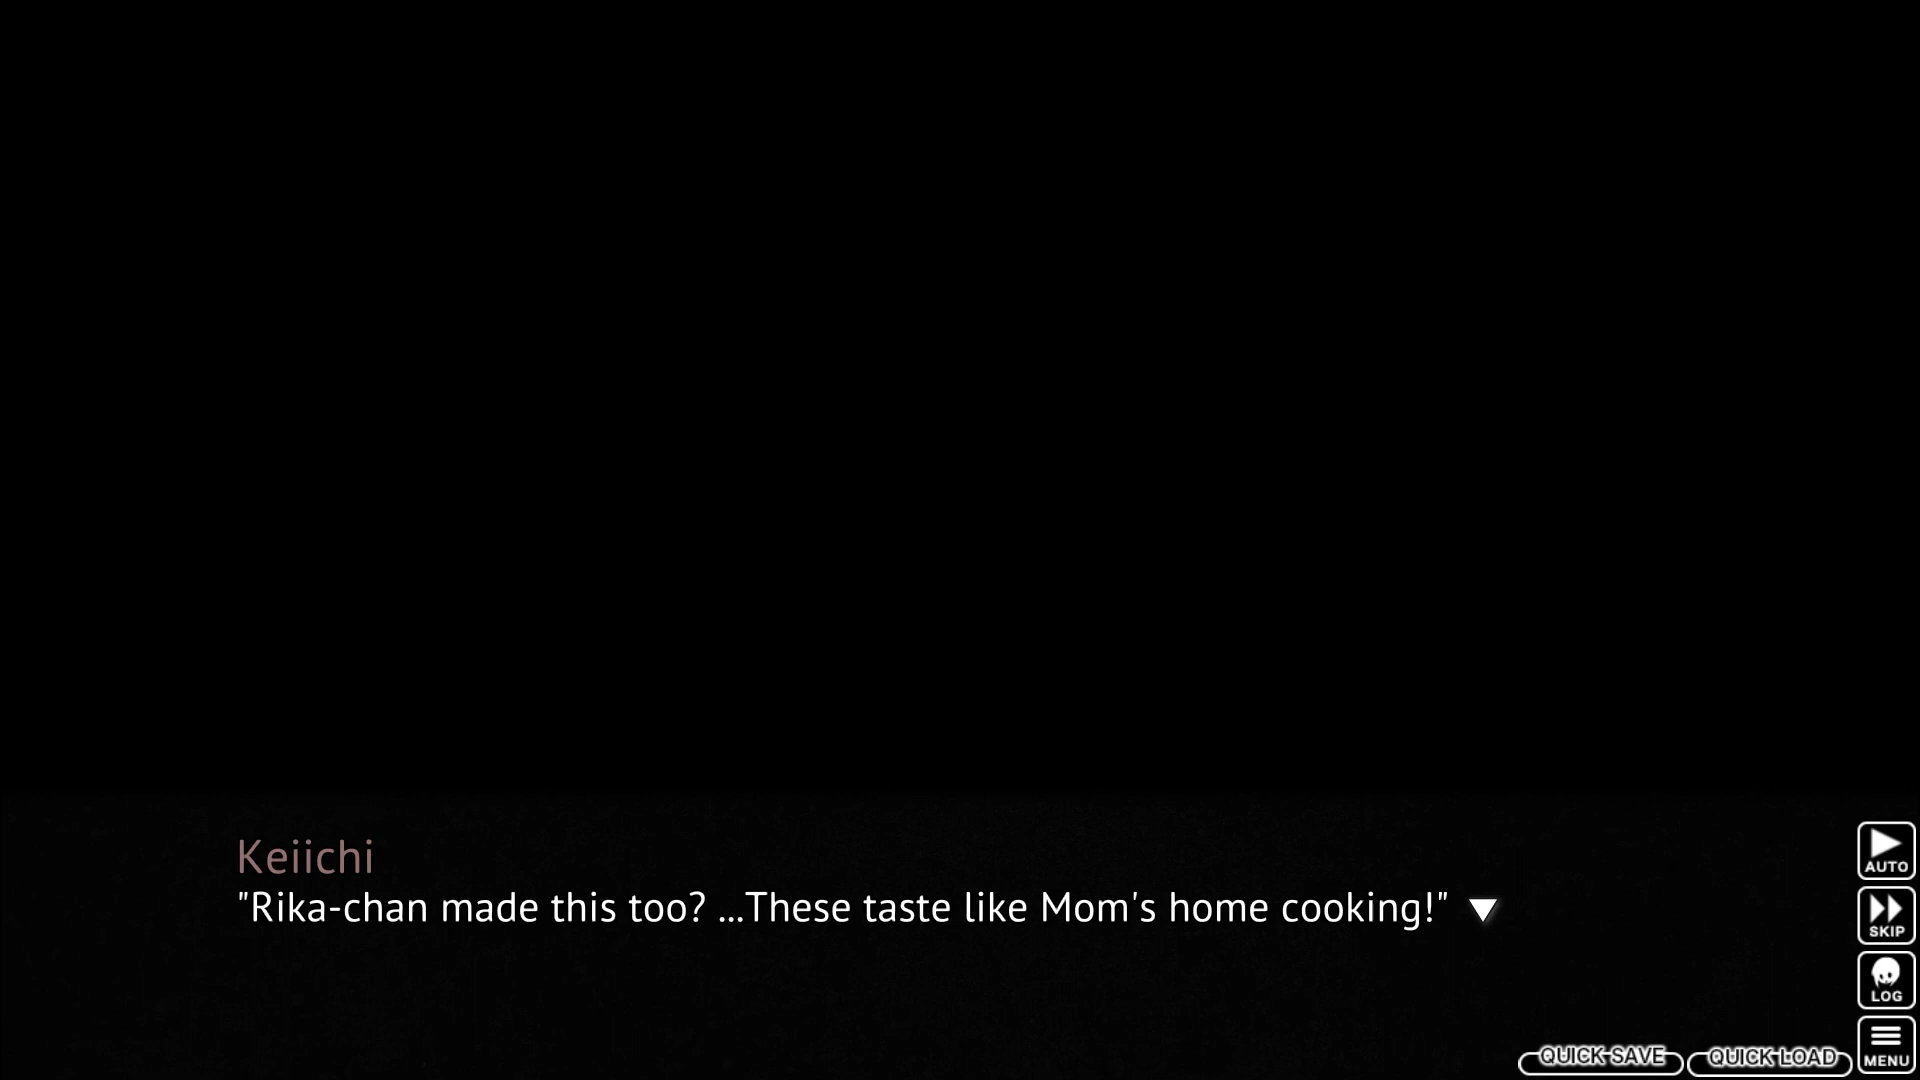 Keiichi
"Rika-chan made this too? ...These taste like Mom's home cooking!"
AUTO
SKIP
LOG
MENU
QUICK SAVE
QUICK LOAD